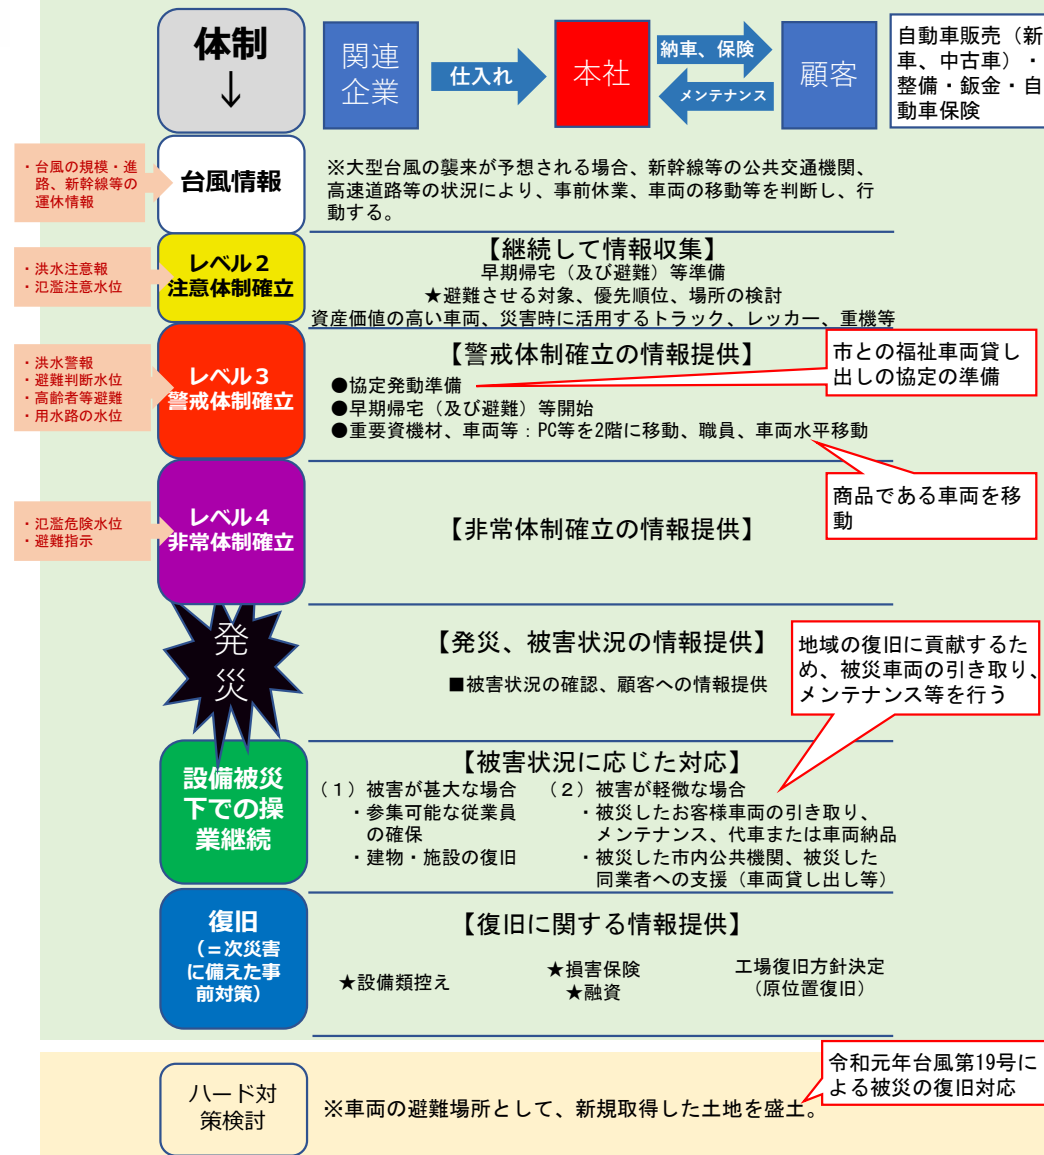 体制
↓
関連
企業
仕入れ
本社
納車、保険
メンテナンス
顧客
自動車販売（新
車、中古車）・
整備・鈑金・自
動車保険
・台風の規模・進
路、新幹線等の
運休情報
台風情報
※大型台風の襲来が予想される場合、新幹線等の公共交通機関、
高速道路等の状況により、事前休業、車両の移動等を判断し、行
動する。
・洪水注意報
・氾濫注意水位
レベル２
注意体制確立
【継続して情報収集】
早期帰宅（及び避難）等準備
★避難させる対象、優先順位、場所の検討
資産価値の高い車両、災害時に活用するトラック、レッカー、重機等
・洪水警報
・避難判断水位
・高齢者等避難
・用水路の水位
レベル３
警戒体制確立
【警戒体制確立の情報提供】
●協定発動準備
●早期帰宅（及び避難）等開始
●重要資機材、車両等：PC等を2階に移動、職員、車両水平移動
市との福祉車両貸し
出しの協定の準備
商品である車両を移
動
・氾濫危険水位
・避難指示
レベル４
非常体制確立
【非常体制確立の情報提供】
発
災
【発災、被害状況の情報提供】
■被害状況の確認、顧客への情報提供
地域の復旧に貢献するた
め、被災車両の引き取り、
メンテナンス等を行う
設備被災
下での操
業継続
【被害状況に応じた対応】
（１）被害が甚大な場合
・参集可能な従業員
の確保
・建物・施設の復旧
（２）被害が軽微な場合
・被災したお客様車両の引き取り、
メンテナンス、代車または車両納品
・被災した市内公共機関、被災した
同業者への支援（車両貸し出し等）
復旧
（＝次災害
に備えた事
前対策）
【復旧に関する情報提供】
★設備類控え
★損害保険
★融資
工場復旧方針決定
（原位置復旧）
ハード対
策検討
※車両の避難場所として、新規取得した土地を盛土。
令和元年台風第19号に
よる被災の復旧対応